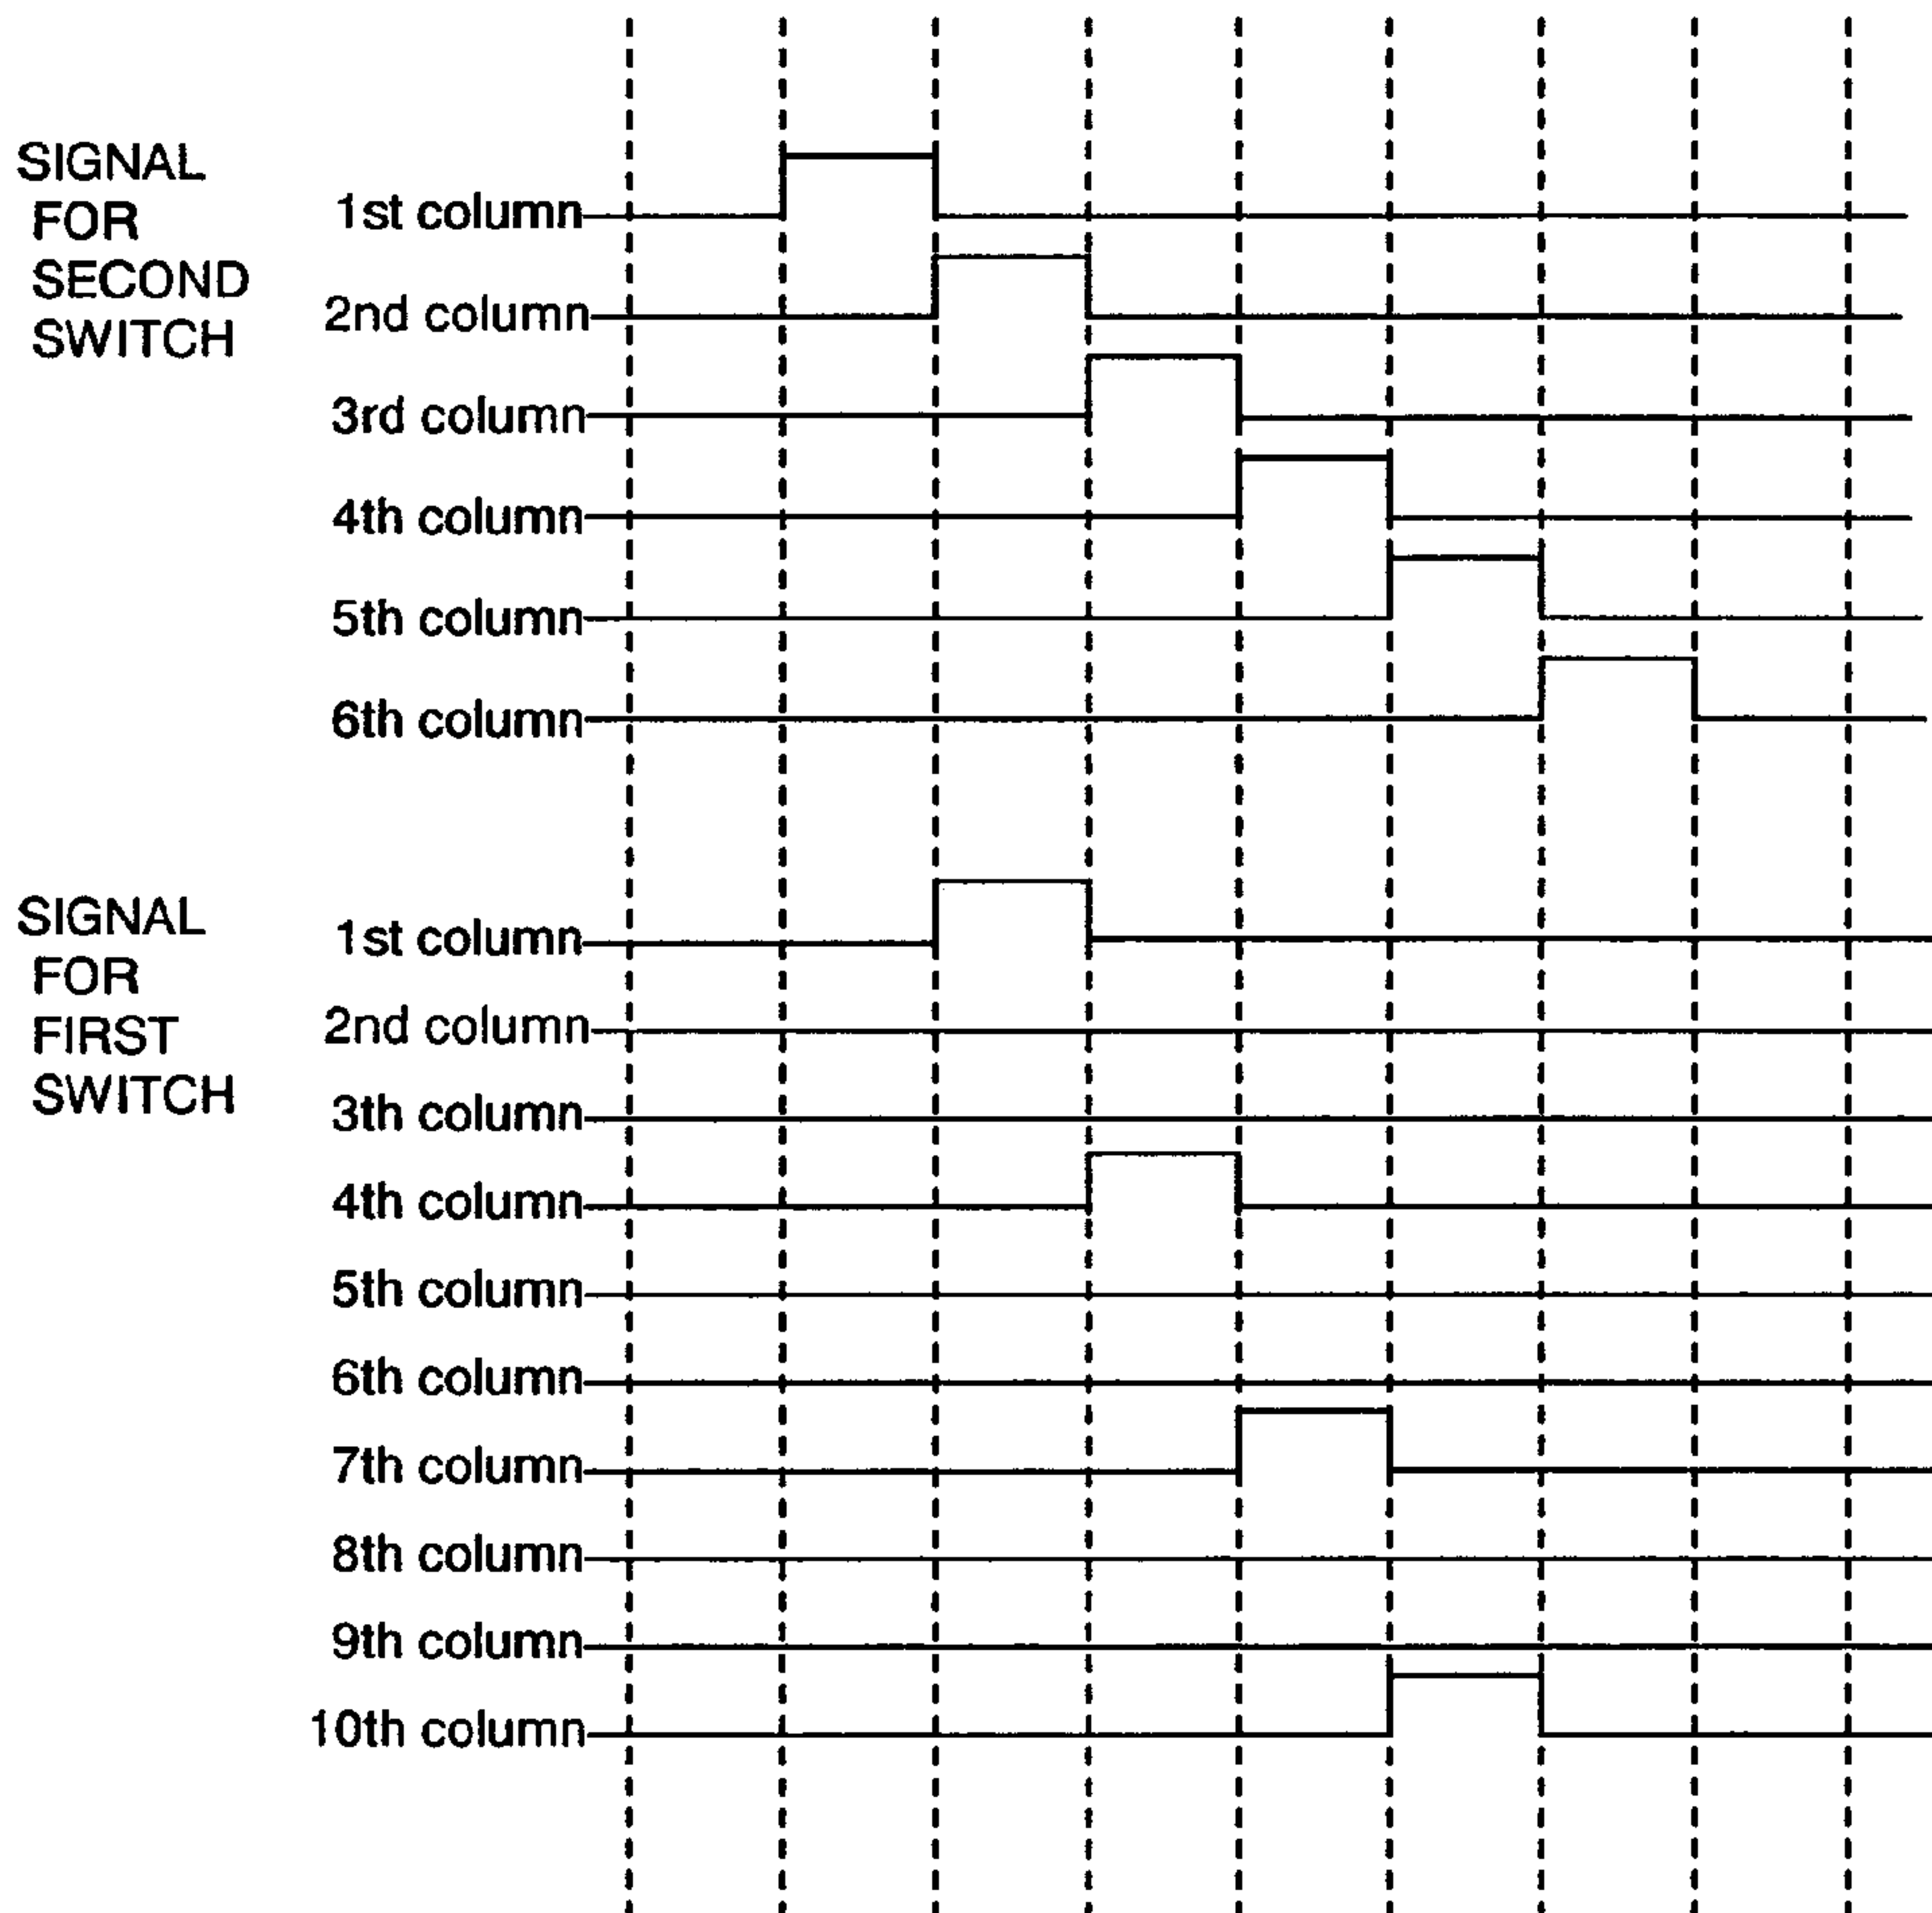 SIGNAL
FOR
SECOND
SWITCH
1st column
2nd column
3rd column
4th column
5th column
6th column
SIGNAL
FOR
FIRST
SWITCH
1st column
2nd column
3th column
4th column
5th column
6th column
7th column
8th column
9th column
10th column